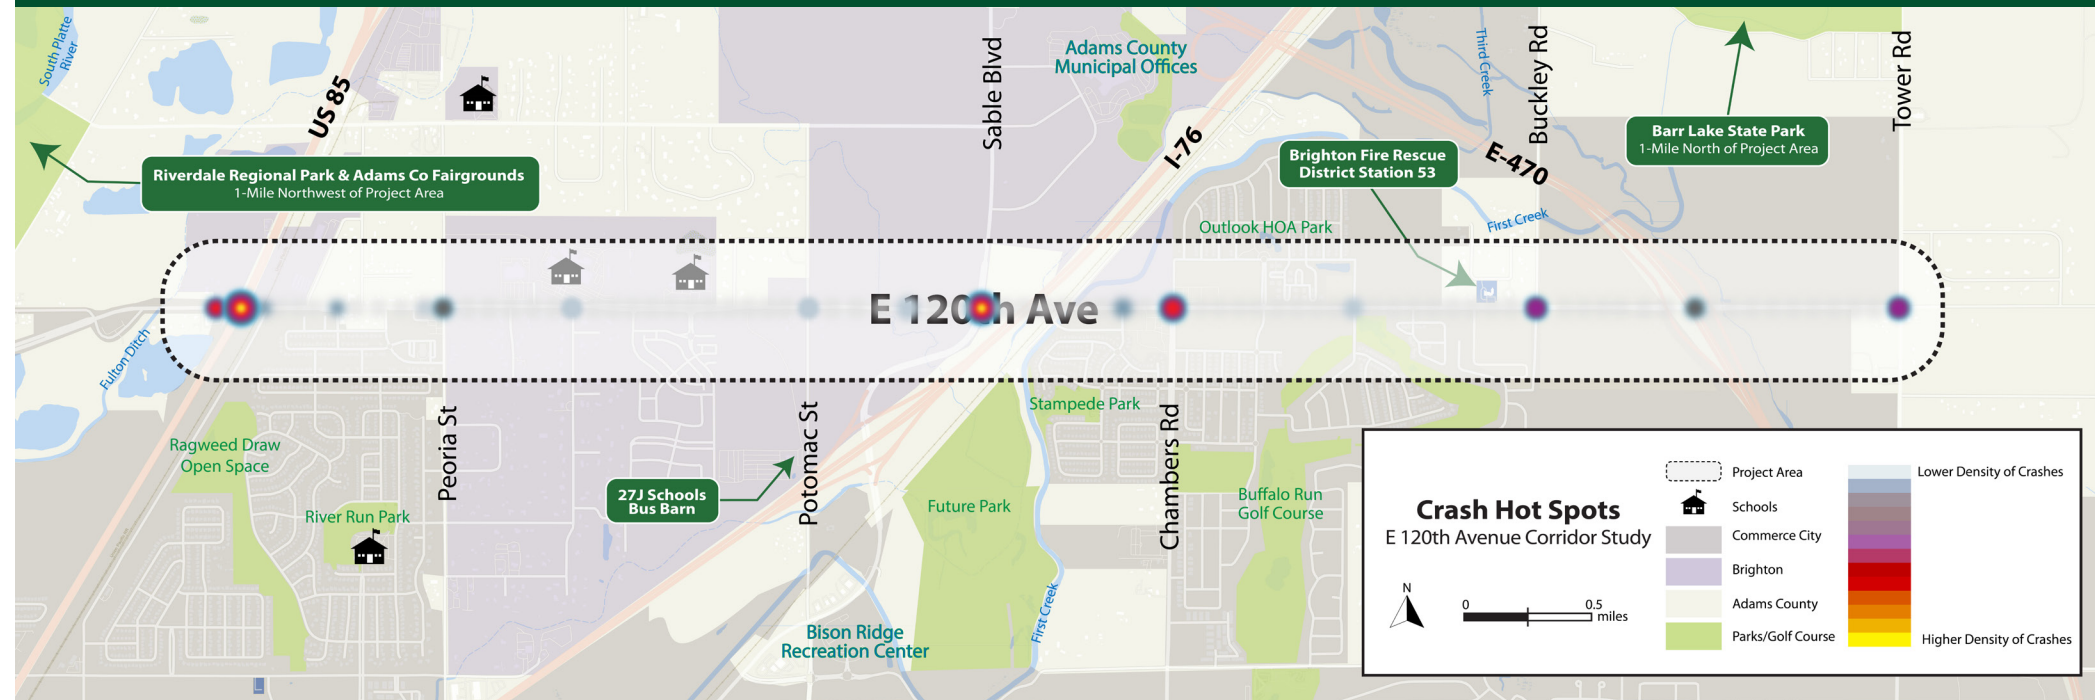 South Platte
River
US 85
Sable Blvd
Adams County
Municipal Offices
I-76
Third Creek
Buckley Rd
Tower Rd
Barr Lake State Park
1-Mile North of Project Area
Brighton Fire Rescue
District Station 53
E-470
Riverdale Regional Park & Adams Co Fairgrounds
1-Mile Northwest of Project Area
Outlook HOA Park
First Creek
E 120th Ave
Fulton Ditch
Stampede Park
Ragweed Draw
Open Space
Peoria St
Potomac St
Chambers Rd
27J Schools
Bus Barn
River Run Park
Future Park
Buffalo Run
Golf Course
First Creek
Bison Ridge
Recreation Center
Crash Hot Spots
E 120th Avenue Corridor Study
N
0 0.5
miles
Project Area
Schools
Commerce City
Brighton
Adams County
Parks/Golf Course
Lower Density of Crashes
Higher Density of Crashes